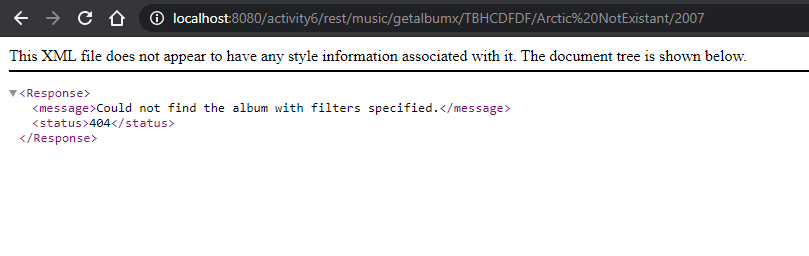 localhost:8080/activity6/rest/music/getalbumx/TBHCDFDF/Arctic%20NotExistant/2007
This XML file does not appear to have any style information associated with it. The document tree is shown below.
▼<Response>
<message>Could not find the album with filters specified.</message>
<status>404</status>
</Response>